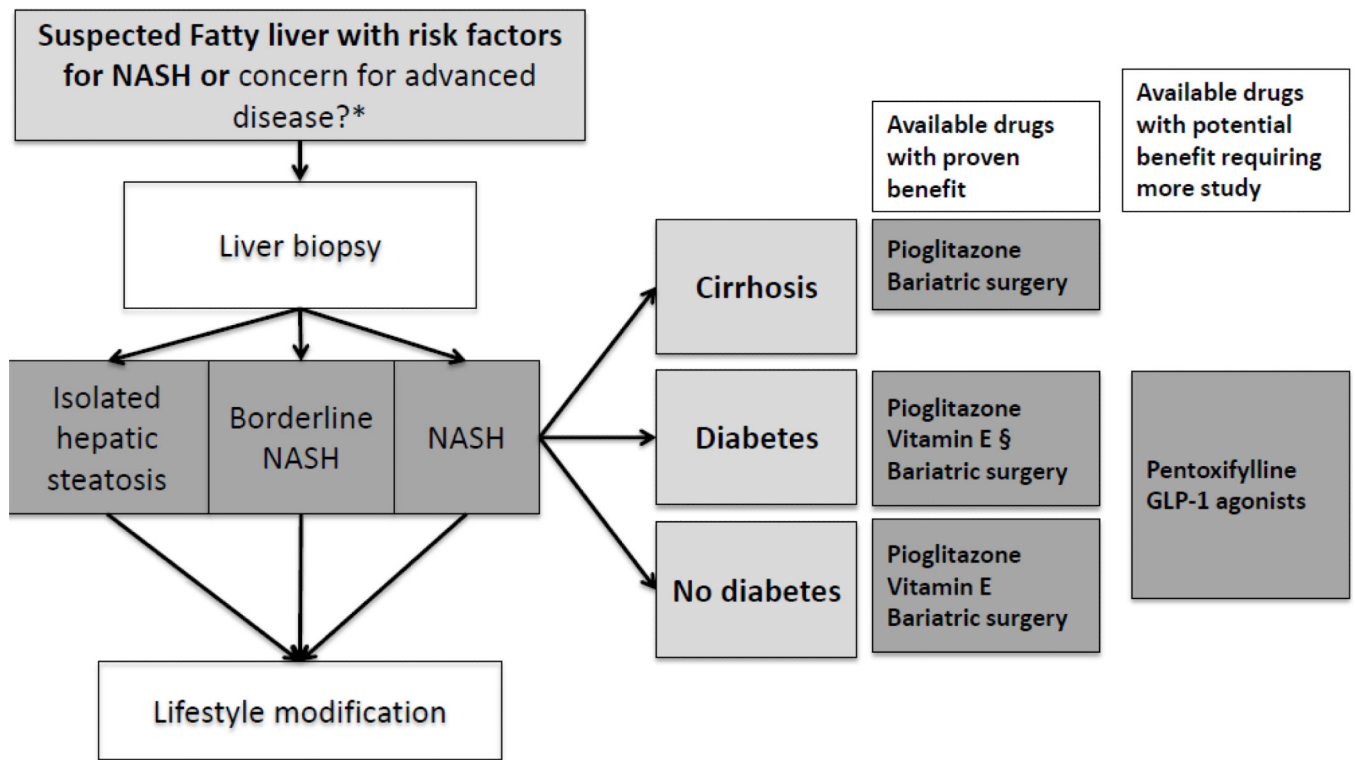 Suspected Fatty liver with risk factors
for NASH or concern for advanced
disease?*
Liver biopsy
Isolated
hepatic
steatosis
Borderline
NASH
NASH
Lifestyle modification
Available drugs
with proven
benefit
Available drugs
with potential
benefit requiring
more study
Cirrhosis
Pioglitazone
Bariatric surgery
Diabetes
Pioglitazone
Vitamin E §
Bariatric surgery
No diabetes
Pioglitazone
Vitamin E
Bariatric surgery
Pentoxifylline
GLP-1 agonists